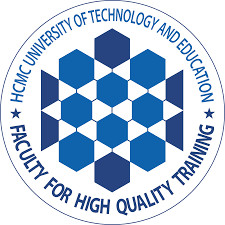 HCMC UNIVERSITY OF TECHNOLOGY AND EDUCATION
FACULTY FOR HIGH QUALITY TRAINING